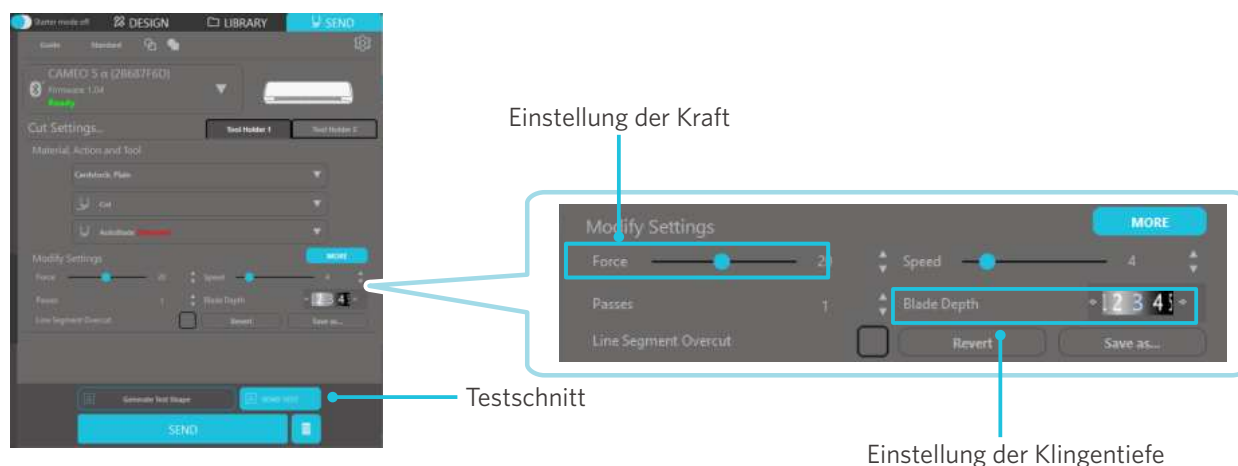 Starter mode off DESIGN LIBRARY SEND
Guide Standard
CAMEO 5 α (2B687F6D)
Firmware 1.04
Ready
Cut Settings... Tool Holder 1 Tool Holder 2
Material, Action and Tool
Cardstock, Plain
Cut
AutoBlade
Modify Settings MORE
Force 20 Speed 4
Passes 1 Blade Depth 2 3 4
Line Segment Overcut Revert Save as...
Generate Test Shape SEND TEST
SEND
Einstellung der Kraft
Modify Settings MORE
Force 20 Speed 4
Passes 1 Blade Depth 2 3 4
Line Segment Overcut Revert Save as...
Testschnitt
Einstellung der Klingentiefe